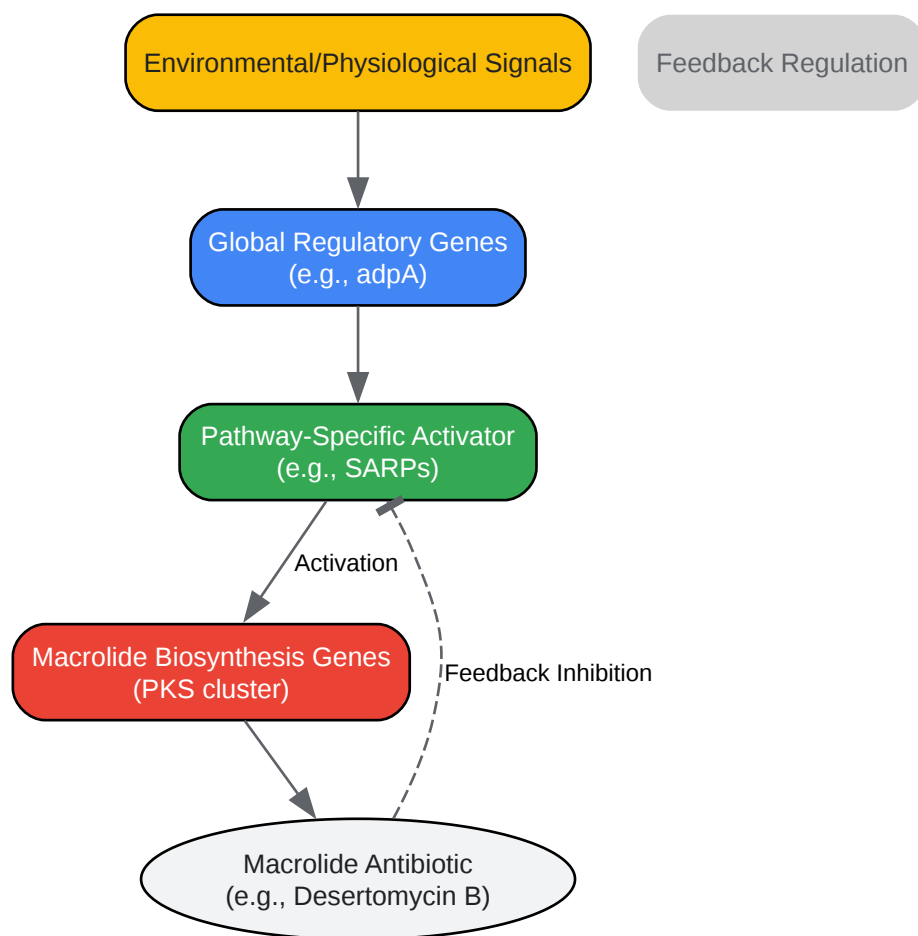 Environmental/Physiological Signals
Feedback Regulation
Global Regulatory Genes
(e.g., adpA)
Pathway-Specific Activator
(e.g., SARPs)
Activation
Macrolide Biosynthesis Genes
(PKS cluster)
Feedback Inhibition
Macrolide Antibiotic
(e.g., Desertomycin B)